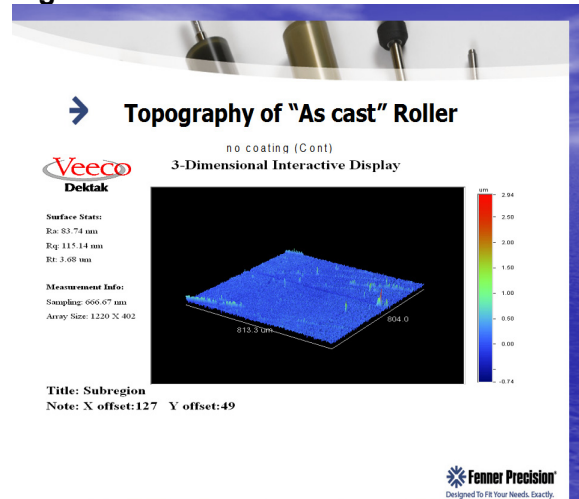 Topography of “As cast” Roller
no coating (Cont)
3-Dimensional Interactive Display
Veeco
Dektak
Surface Stats:
Ra: 83.74 nm
Rq: 115.14 nm
Rt: 3.68 um
Measurement Info:
Sampling: 666.67 nm
Array Size: 1220 X 402
um
2.94
2.50
2.00
1.50
1.00
0.50
0.00
-0.74
813.3 um
804.0
Title: Subregion
Note: X offset:127 Y offset:49
Fenner Precision®
Designed To Fit Your Needs. Exactly.